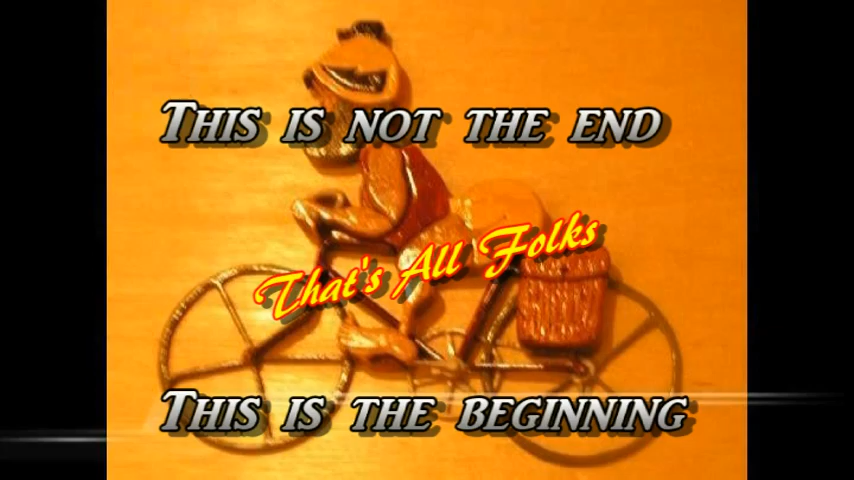 This is not the end
That's All Folks
This is the beginning